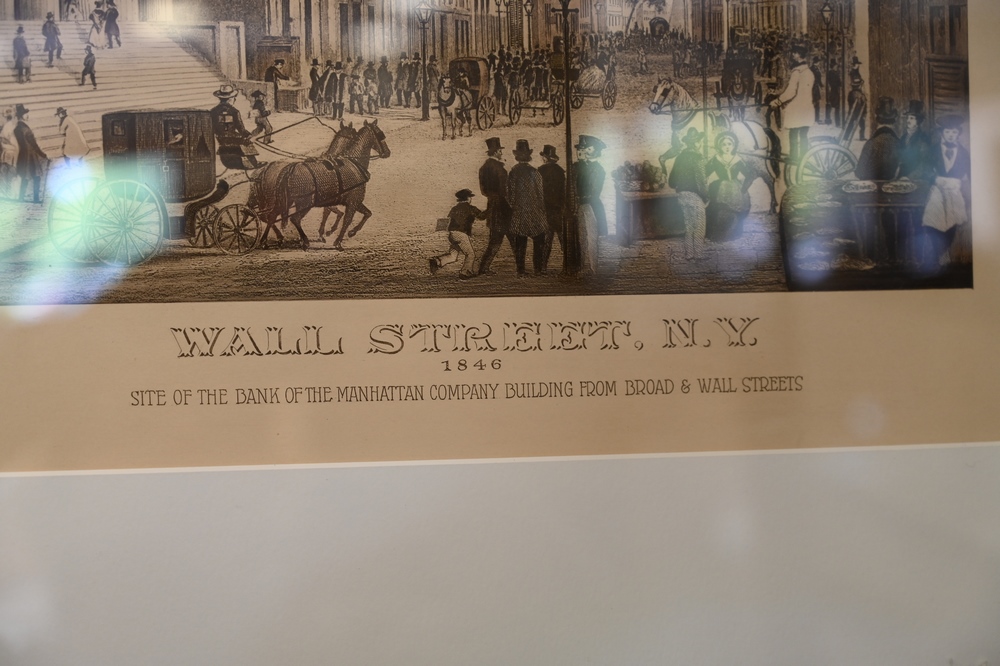 WALL STREET, N.Y.
1846
SITE OF THE BANK OF THE MANHATTAN COMPANY BUILDING FROM BROAD & WALL STREETS